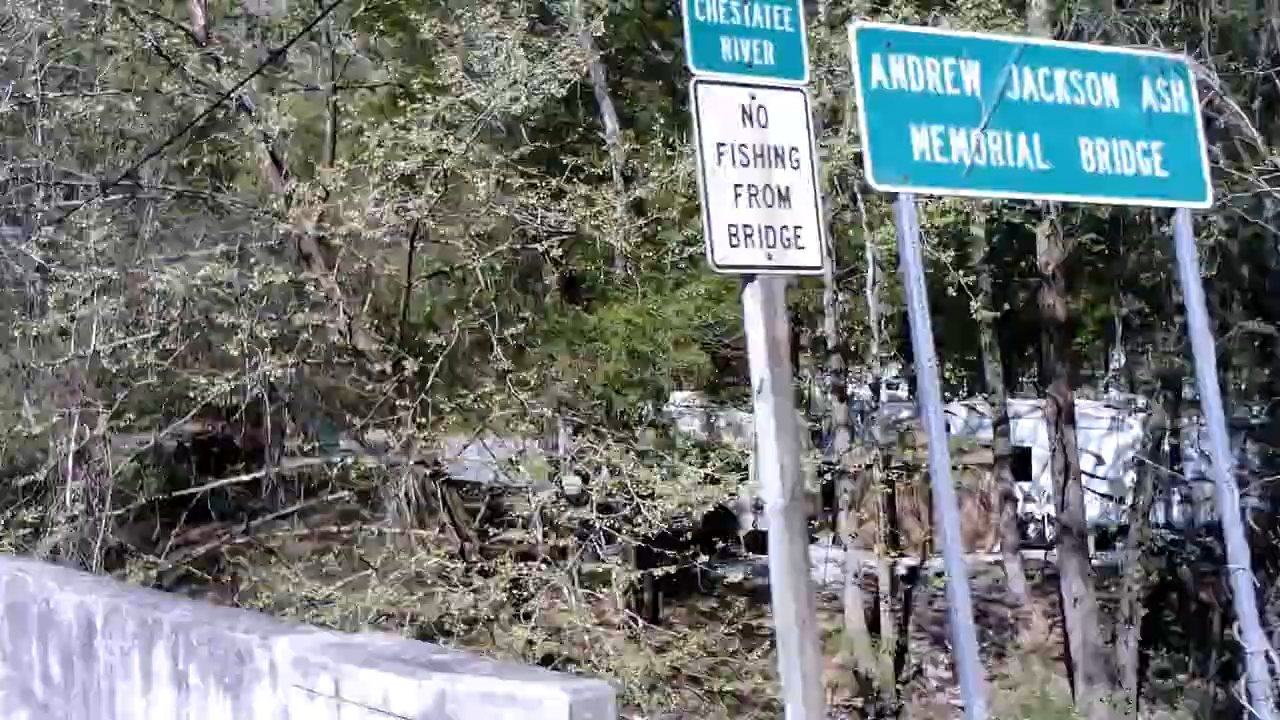 CHESTATEE
RIVER
NO
FISHING
FROM
BRIDGE
ANDREW JACKSON ASH
MEMORIAL BRIDGE